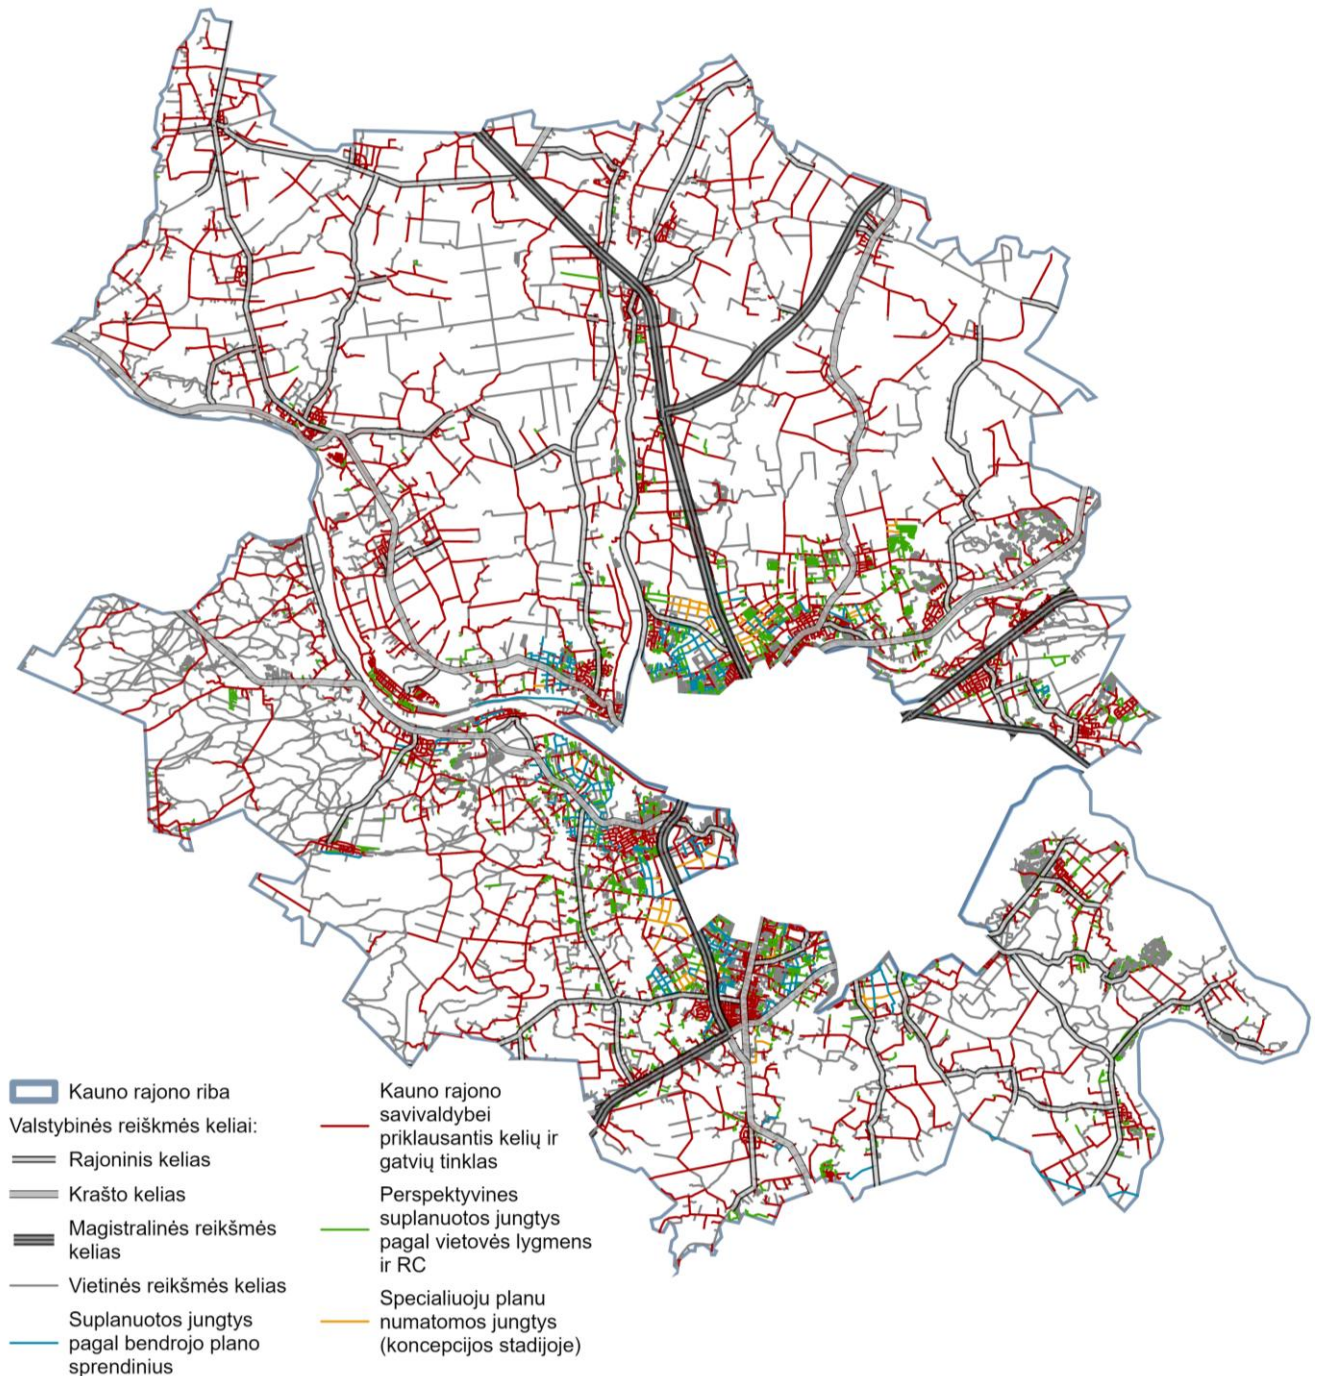 Kauno rajono riba
Valstybinės reiškmės keliai:
Rajoninis kelias
Krašto kelias
Magistralinės reikšmės
kelias
Vietinės reikšmės kelias
Suplanuotos jungtys
pagal bendrojo plano
sprendinius
Kauno rajono
savivaldybei
priklausantis kelių ir
gatvių tinklas
Perspektyvines
suplanuotos jungtys
pagal vietovės lygmens
ir RC
Specialiuoju planu
numatomos jungtys
(koncepcijos stadijoje)